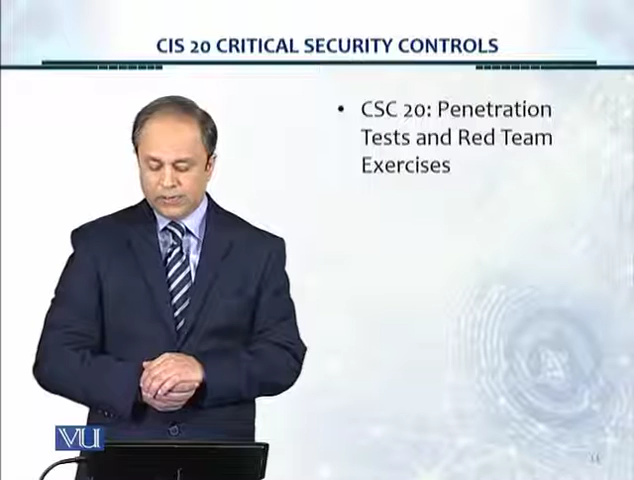 CIS 20 CRITICAL SECURITY CONTROLS
• CSC 20: Penetration
Tests and Red Team
Exercises
VU